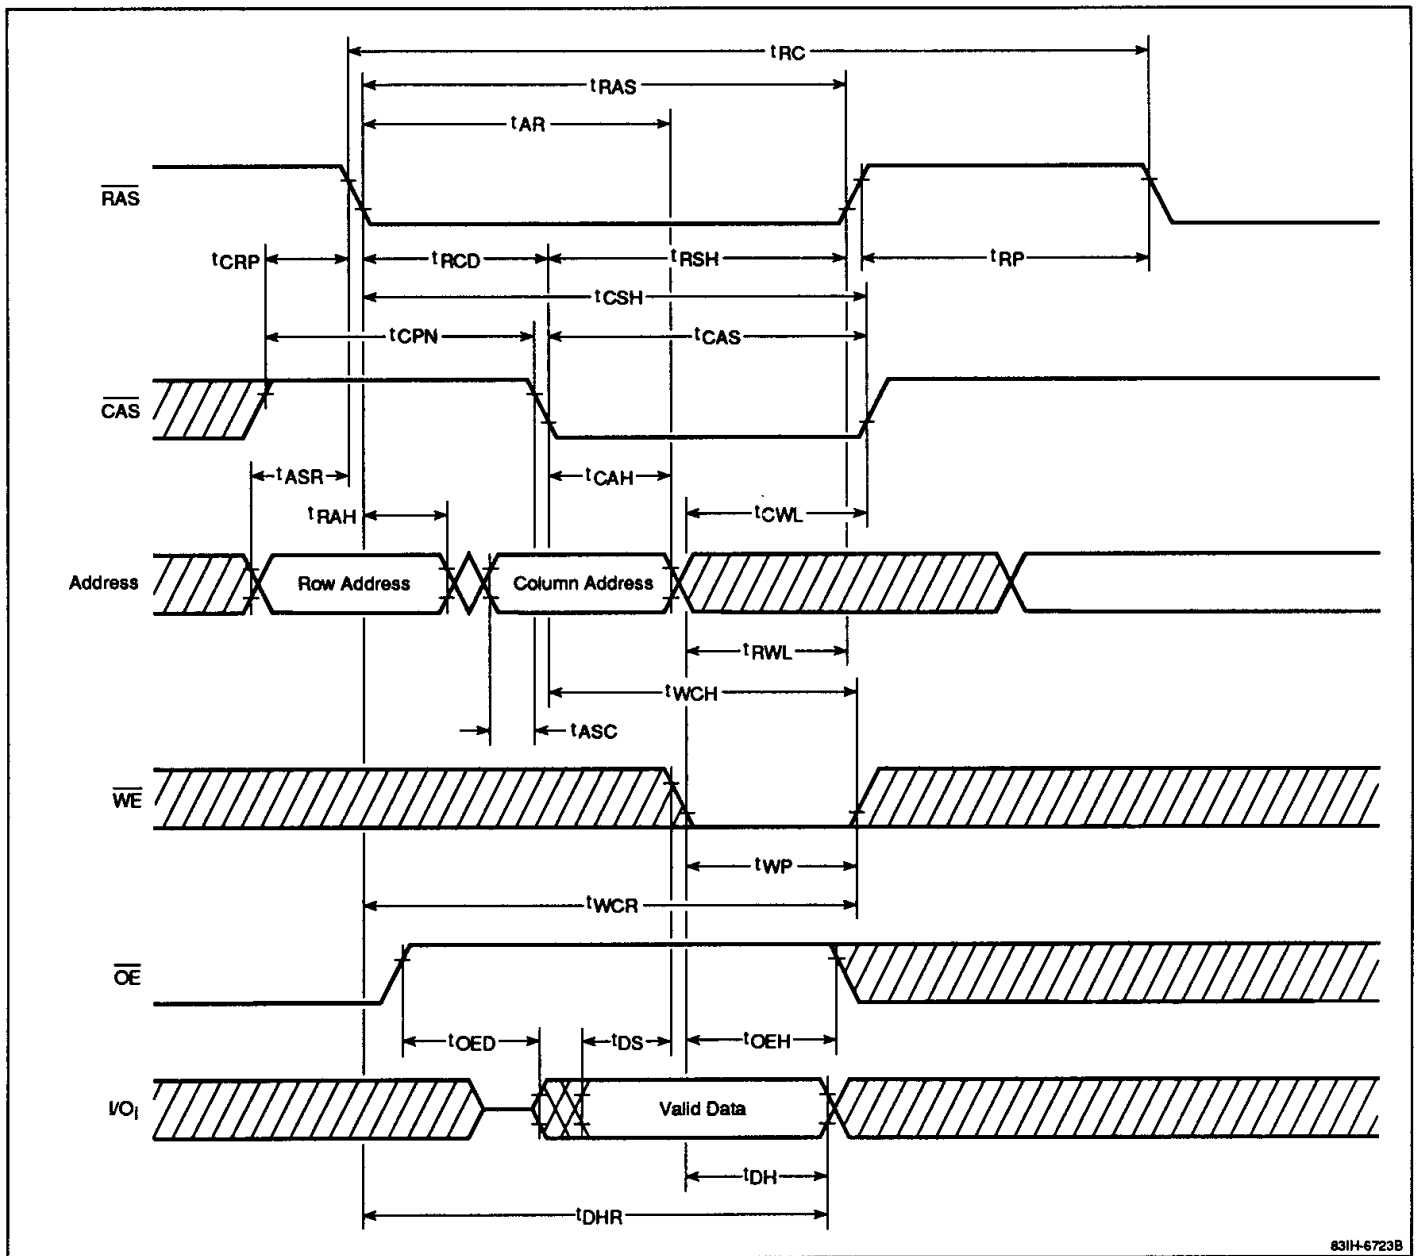 tRC
tRAS
tAR
RAS
tCRP
tRCD
tRSH
tRP
tCSH
tCPN
tCAS
CAS
tASR
tCAH
tRAH
tCWL
Address
Row Address
Column Address
tRWL
tWCH
tASC
WE
tWP
tWCR
OE
tOED
tDS
tOEH
I/Oi
Valid Data
tDH
tDHR
83IH-6723B